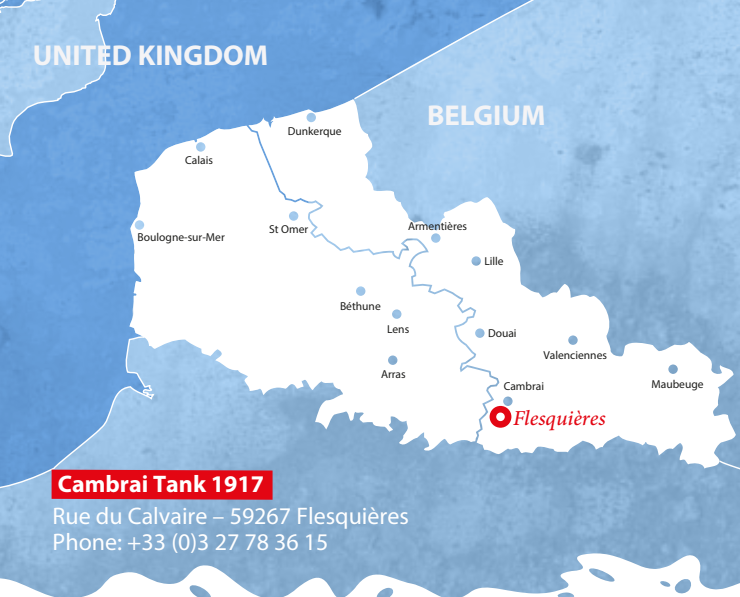 UNITED KINGDOM
BELGIUM
Dunkerque
Calais
St Omer
Armentières
Boulogne-sur-Mer
Lille
Béthune
Lens
Douai
Valenciennes
Arras
Cambrai
Maubeuge
Flesquières
Cambrai Tank 1917
Rue du Calvaire – 59267 Flesquières
Phone: +33 (0)3 27 78 36 15